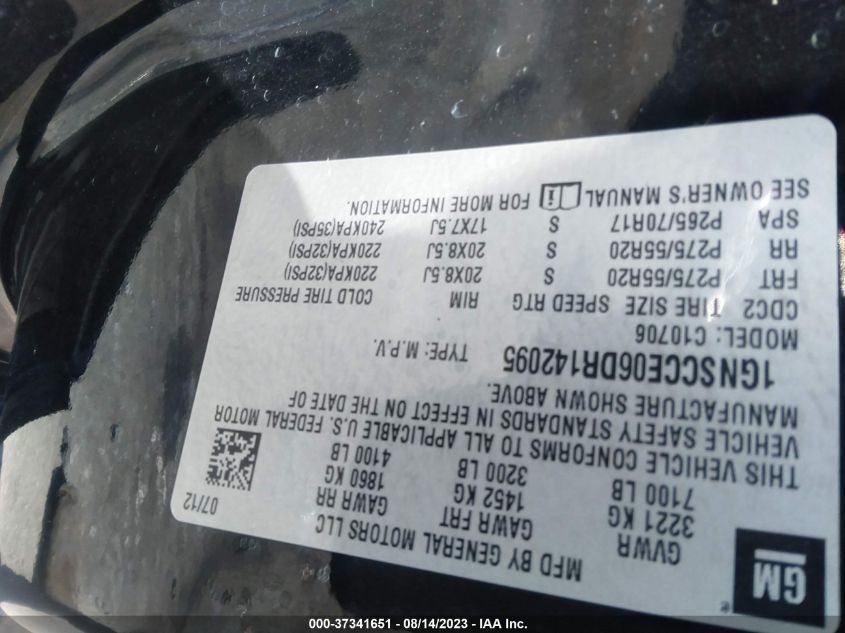 GM
MFD BY GENERAL MOTORS LLC
07/12
GVWR GAWR FRT GAWR RR
3221 KG 1452 KG 1860 KG
7100 LB 3200 LB 4100 LB
THIS VEHICLE CONFORMS TO ALL APPLICABLE U.S. FEDERAL MOTOR
VEHICLE SAFETY STANDARDS IN EFFECT ON THE DATE OF
MANUFACTURE SHOWN ABOVE.
1GNSCCE06DR142095 TYPE: M.P.V.
MODEL: C10706
CDC2 TIRE SIZE SPEED RTG RIM COLD TIRE PRESSURE
FRT P275/55R20 S 20X8.5J 220KPA(32PSI)
RR P275/55R20 S 20X8.5J 220KPA(32PSI)
SPA P265/70R17 S 17X7.5J 240KPA(35PSI)
SEE OWNER'S MANUAL FOR MORE INFORMATION.
000-37341651 - 08/14/2023 - IAA Inc.